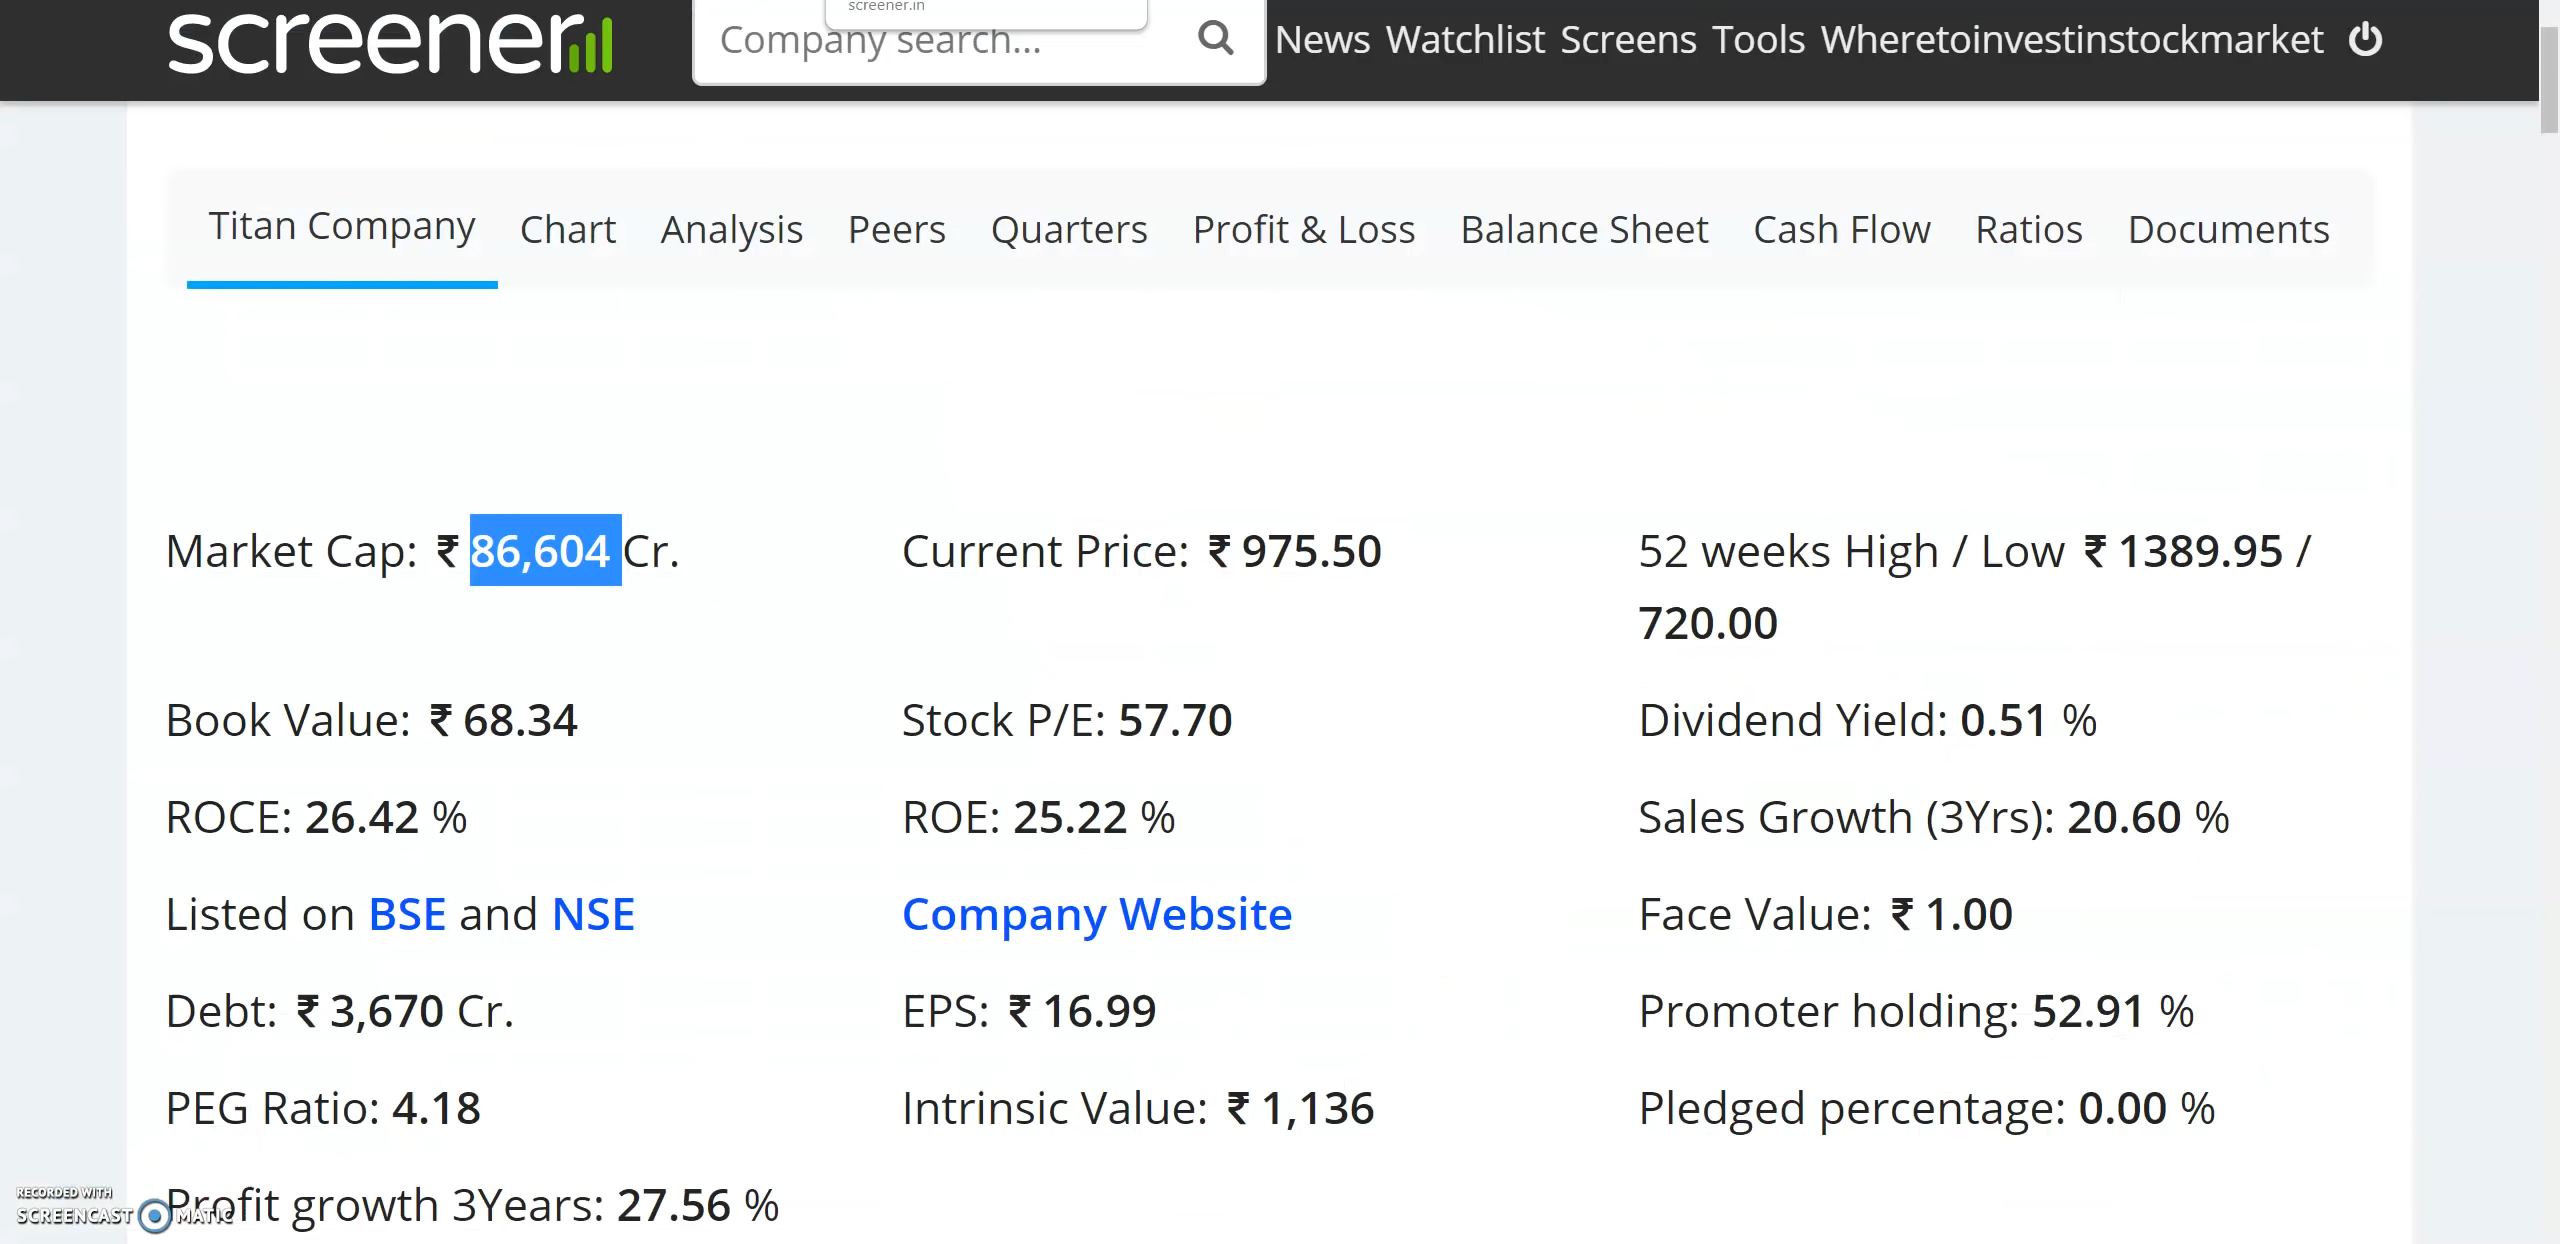 screener.in
screener
Company search...
News Watchlist Screens Tools Wheretoinvestinstockmarket
Titan Company Chart Analysis Peers Quarters Profit & Loss Balance Sheet Cash Flow Ratios Documents
Market Cap: ₹ 86,604 Cr.
Current Price: ₹ 975.50
52 weeks High / Low ₹ 1389.95 /
720.00
Book Value: ₹ 68.34
Stock P/E: 57.70
Dividend Yield: 0.51 %
ROCE: 26.42 %
ROE: 25.22 %
Sales Growth (3Yrs): 20.60 %
Listed on BSE and NSE
Company Website
Face Value: ₹ 1.00
Debt: ₹ 3,670 Cr.
EPS: ₹ 16.99
Promoter holding: 52.91 %
PEG Ratio: 4.18
Intrinsic Value: ₹ 1,136
Pledged percentage: 0.00 %
Profit growth 3Years: 27.56 %
RECORDED WITH
SCREENCAST MATIC